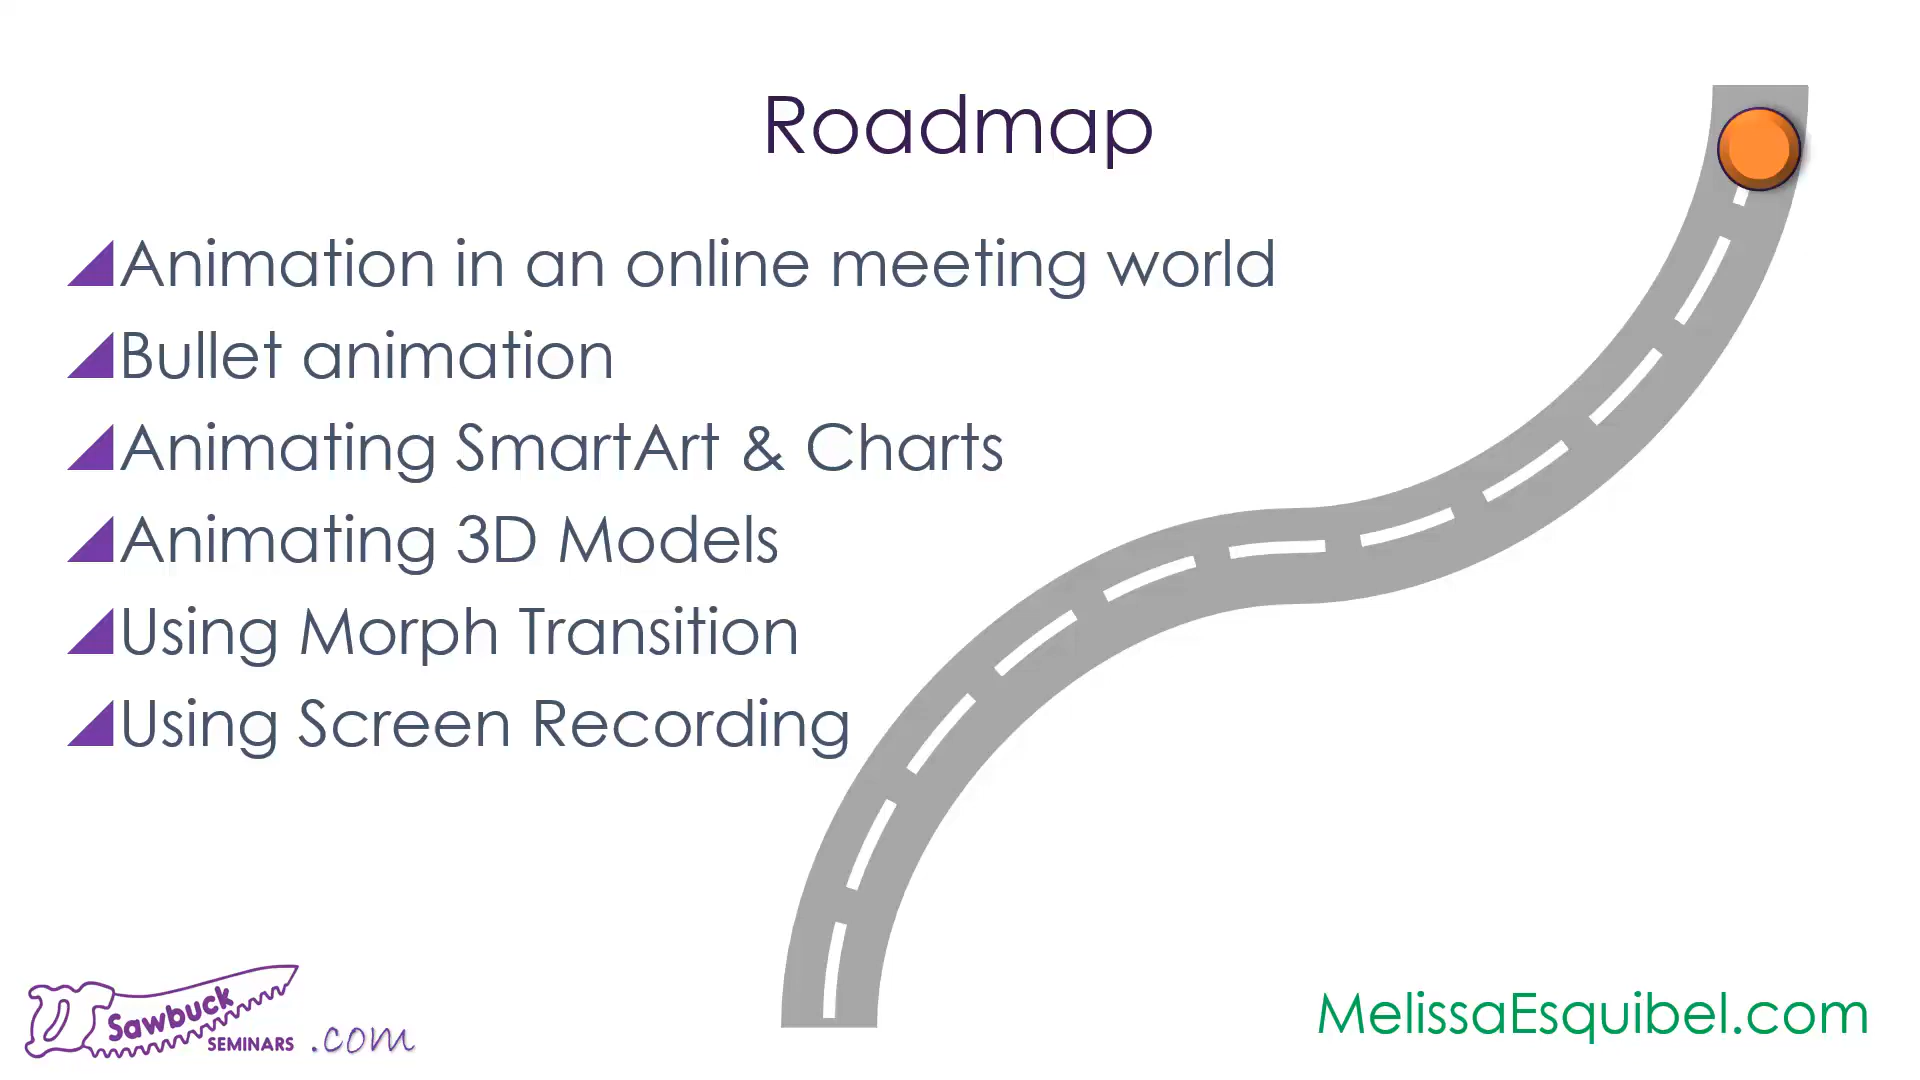 Roadmap
Animation in an online meeting world
Bullet animation
Animating SmartArt & Charts
Animating 3D Models
Using Morph Transition
Using Screen Recording
Sawbuck
SEMINARS .com
MelissaEsquibel.com